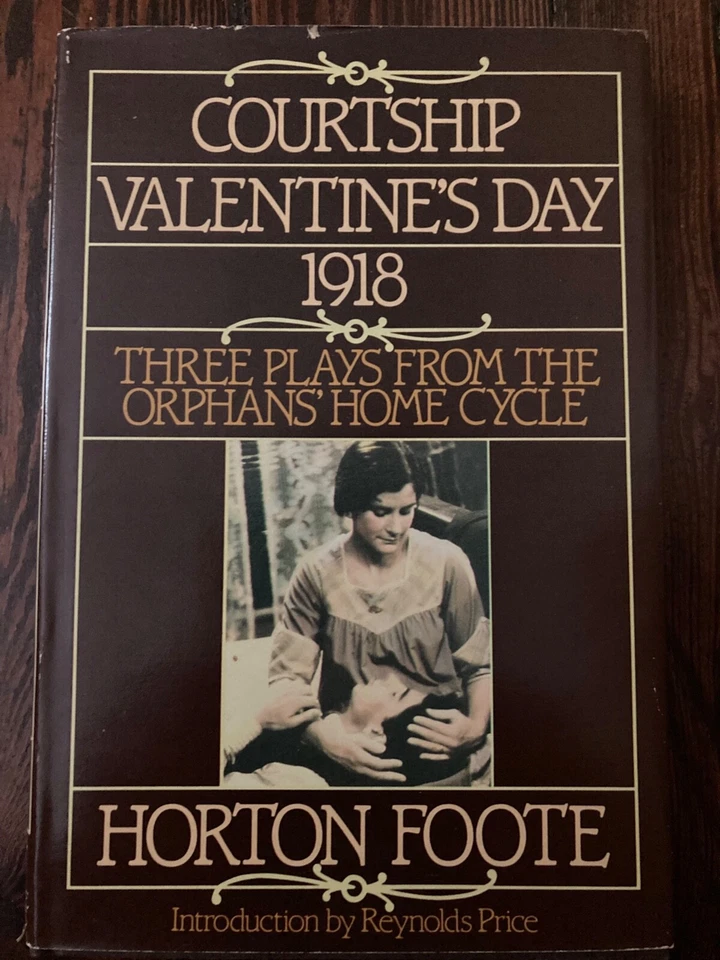 COURTSHIP
VALENTINE'S DAY
1918
THREE PLAYS FROM THE
ORPHANS' HOME CYCLE
HORTON FOOTE
Introduction by Reynolds Price